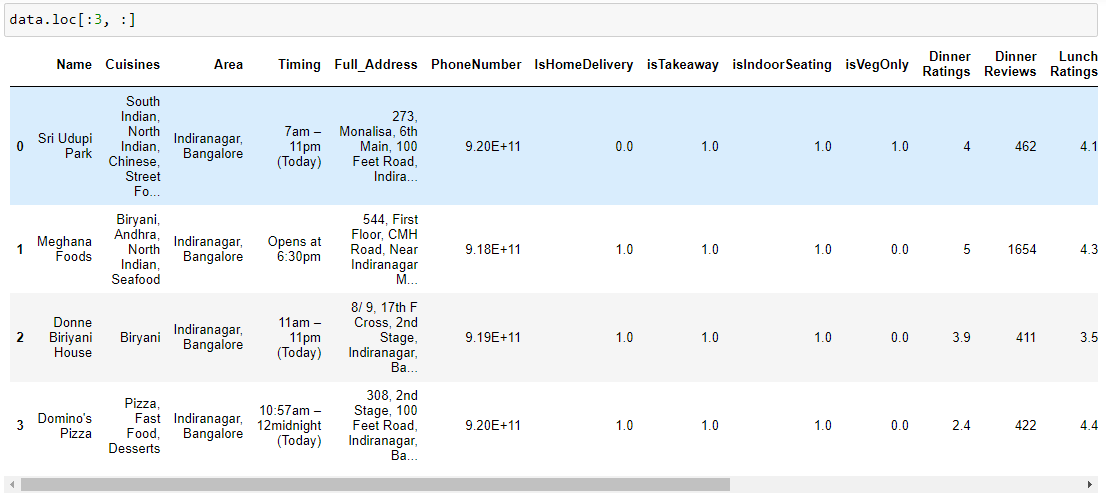 data.loc[:3, :]
Name Cuisines Area Timing Full_Address PhoneNumber IsHomeDelivery isTakeaway isIndoorSeating isVegOnly Dinner Ratings Dinner Reviews Lunch Ratings
0 Sri Udupi Park South Indian, North Indian, Chinese, Street Fo... Indiranagar, Bangalore 7am – 11pm (Today) 273, Monalisa, 6th Main, 100 Feet Road, Indira... 9.20E+11 0.0 1.0 1.0 1.0 4 462 4.1
1 Meghana Foods Biryani, Andhra, North Indian, Seafood Indiranagar, Bangalore Opens at 6:30pm 544, First Floor, CMH Road, Near Indiranagar M... 9.18E+11 1.0 1.0 1.0 0.0 5 1654 4.3
2 Donne Biriyani House Biryani Indiranagar, Bangalore 11am – 11pm (Today) 8/ 9, 17th F Cross, 2nd Stage, Indiranagar, Ba... 9.19E+11 1.0 1.0 1.0 0.0 3.9 411 3.5
3 Domino's Pizza Pizza, Fast Food, Desserts Indiranagar, Bangalore 10:57am – 12midnight (Today) 308, 2nd Stage, 100 Feet Road, Indiranagar, Ba... 9.20E+11 1.0 1.0 1.0 0.0 2.4 422 4.4